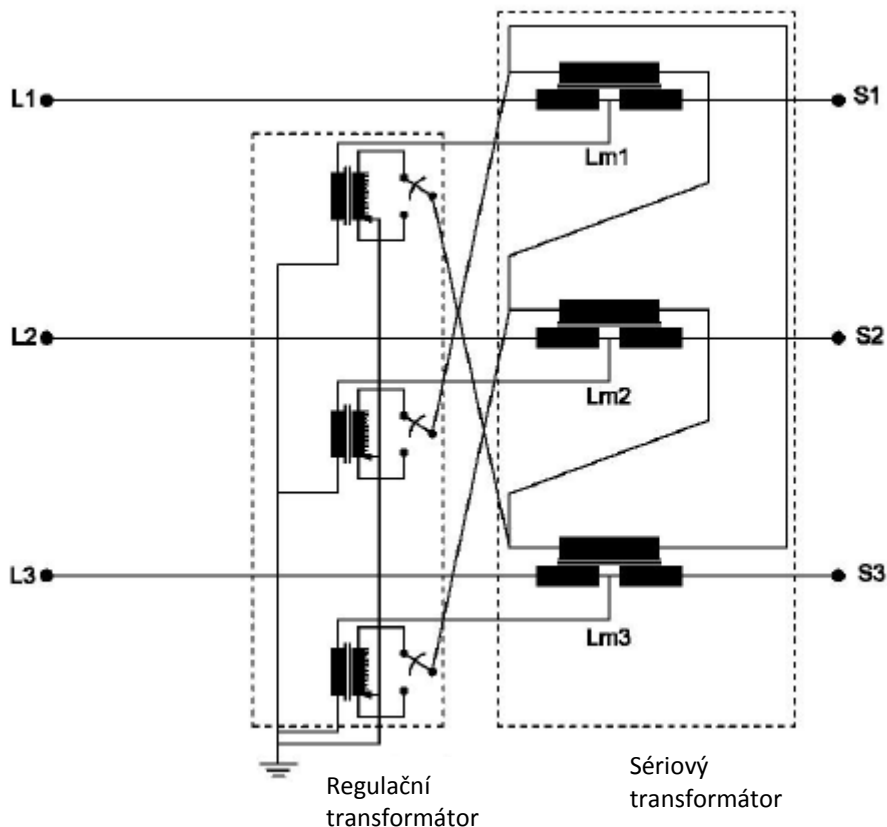 L1
S1
Lm1
L2
S2
Lm2
L3
S3
Lm3
Regulační
transformátor
Sériový
transformátor